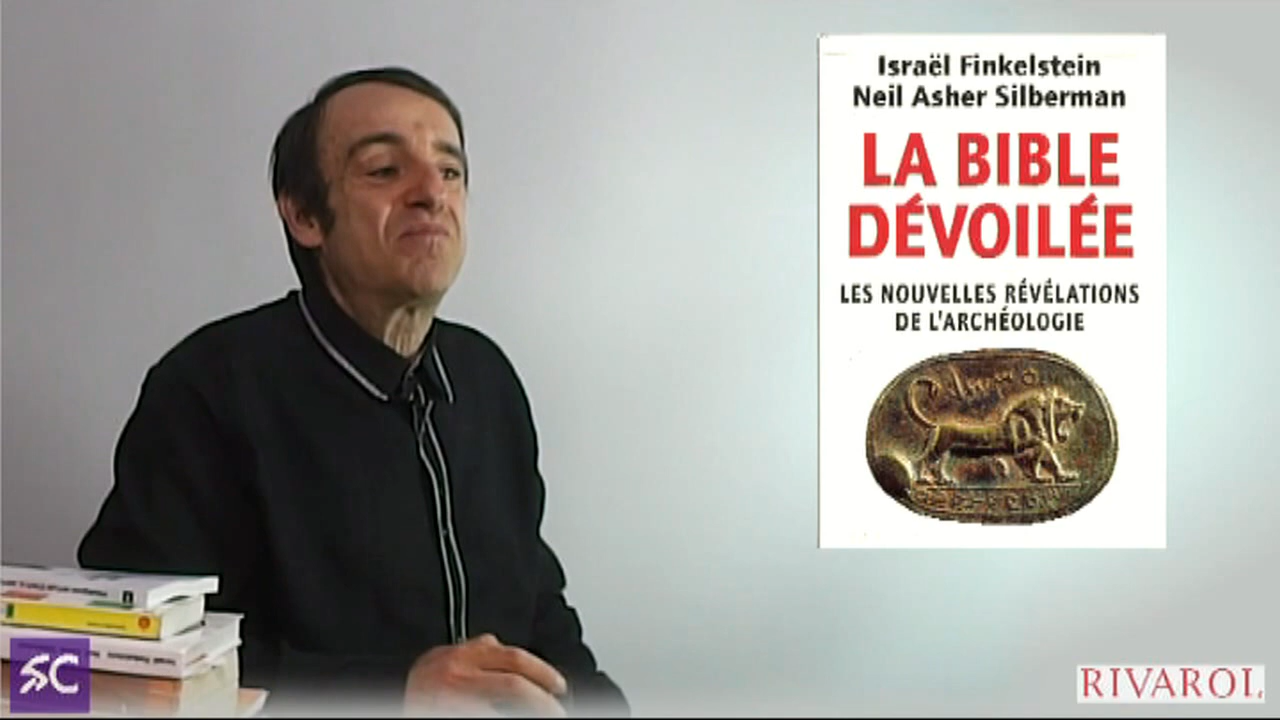 Israël Finkelstein
Neil Asher Silberman
LA BIBLE
DÉVOILÉE
LES NOUVELLES RÉVÉLATIONS
DE L'ARCHÉOLOGIE
SC
RIVAROL